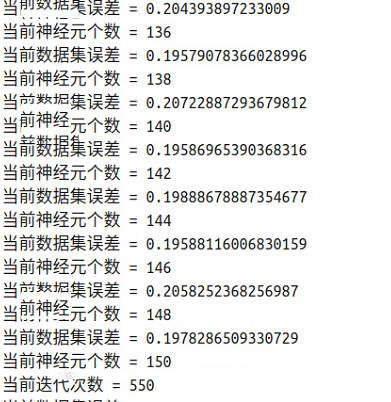 当前数据集误差 = 0.204393897233009
当前神经元个数 = 136
当前数据集误差 = 0.19579078366028996
当前神经元个数 = 138
当前数据集误差 = 0.20722887293679812
当前神经元个数 = 140
当前数据集误差 = 0.19586965390368316
当前神经元个数 = 142
当前数据集误差 = 0.19888678887354677
当前神经元个数 = 144
当前数据集误差 = 0.19588116006830159
当前神经元个数 = 146
当前数据集误差 = 0.2058252368256987
当前神经元个数 = 148
当前数据集误差 = 0.1978286509330729
当前神经元个数 = 150
当前迭代次数 = 550